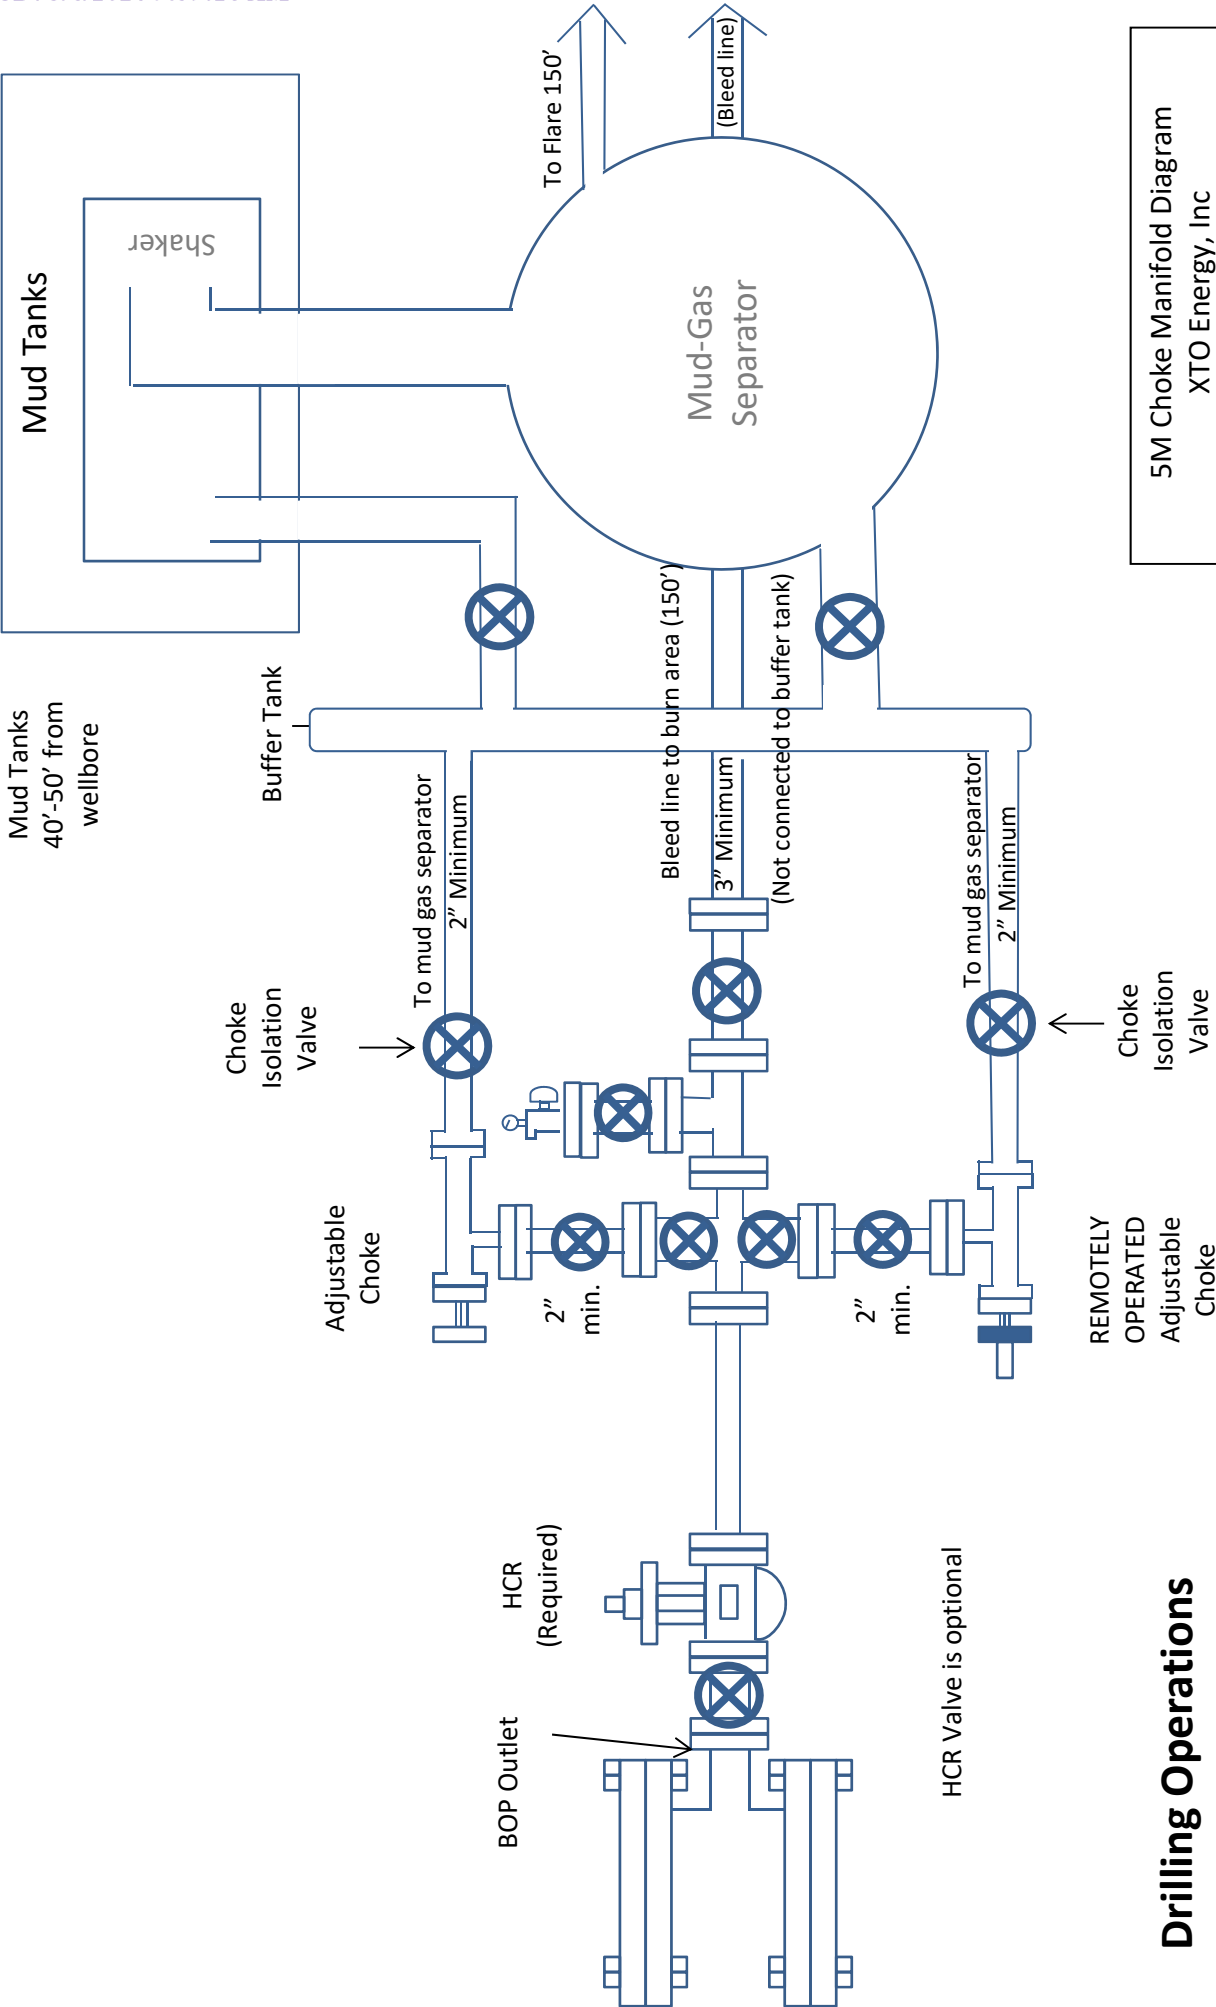 Mud Tanks
Mud Tanks
40’-50’ from
wellbore
Shaker
Choke
Isolation
Valve
Buffer Tank
Adjustable
Choke
To mud gas separator
2” Minimum
BOP Outlet
HCR
(Required)
2”
min.
To Flare 150’
Bleed line to burn area (150’)
3” Minimum
(Not connected to buffer tank)
Mud-Gas
Separator
(Bleed line)
2”
min.
HCR Valve is optional
To mud gas separator
2” Minimum
REMOTELY
OPERATED
Adjustable
Choke
Choke
Isolation
Valve
Drilling Operations
5M Choke Manifold Diagram
XTO Energy, Inc